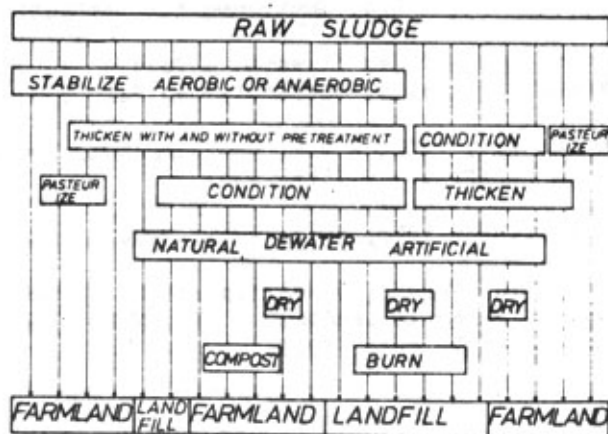 RAW SLUDGE
STABILIZE AEROBIC OR ANAEROBIC
THICKEN WITH AND WITHOUT PRETREATMENT
CONDITION
PASTEUR
IZE
PASTEUR
IZE
CONDITION
THICKEN
NATURAL DEWATER ARTIFICIAL
DRY
DRY
DRY
COMPOST
BURN
FARMLAND
LAND
FILL
FARMLAND
LANDFILL
FARMLAND